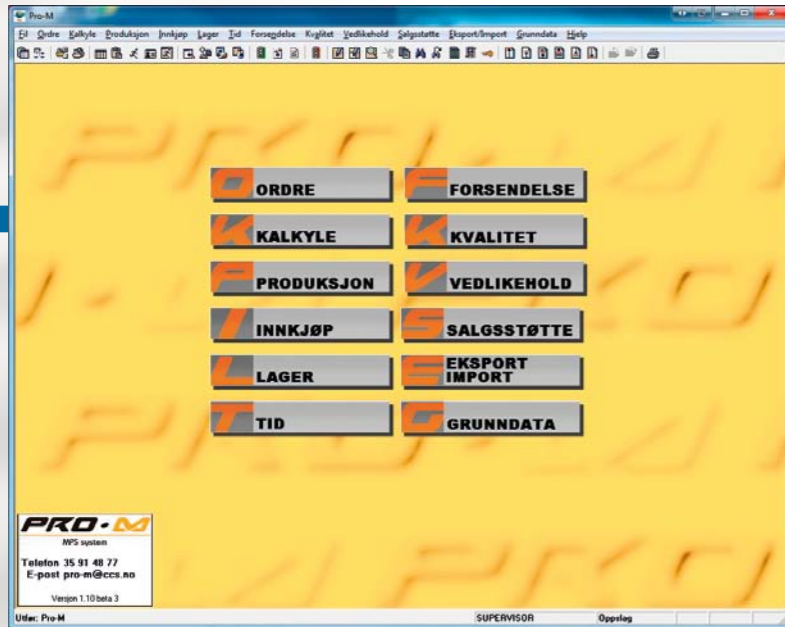 Pro-M
Fil Ordre Kalkyle Produksjon Innkjøp Lager Tid Forsendelse Kvalitet Vedlikehold Salgsstøtte Eksport/Import Grunndata Hjelp
ORDRE
FORSENDELSE
KALKYLE
KVALITET
PRODUKSJON
VEDLIKEHOLD
INNKJØP
SALGSSTØTTE
LAGER
EKSPORT
IMPORT
TID
GRUNNDATA
PRO·M
MPS system
Telefon 35 91 48 77
E-post pro-m@ccs.no
Versjon 1.10 beta 3
Utfør: Pro-M SUPERVISOR Oppslag